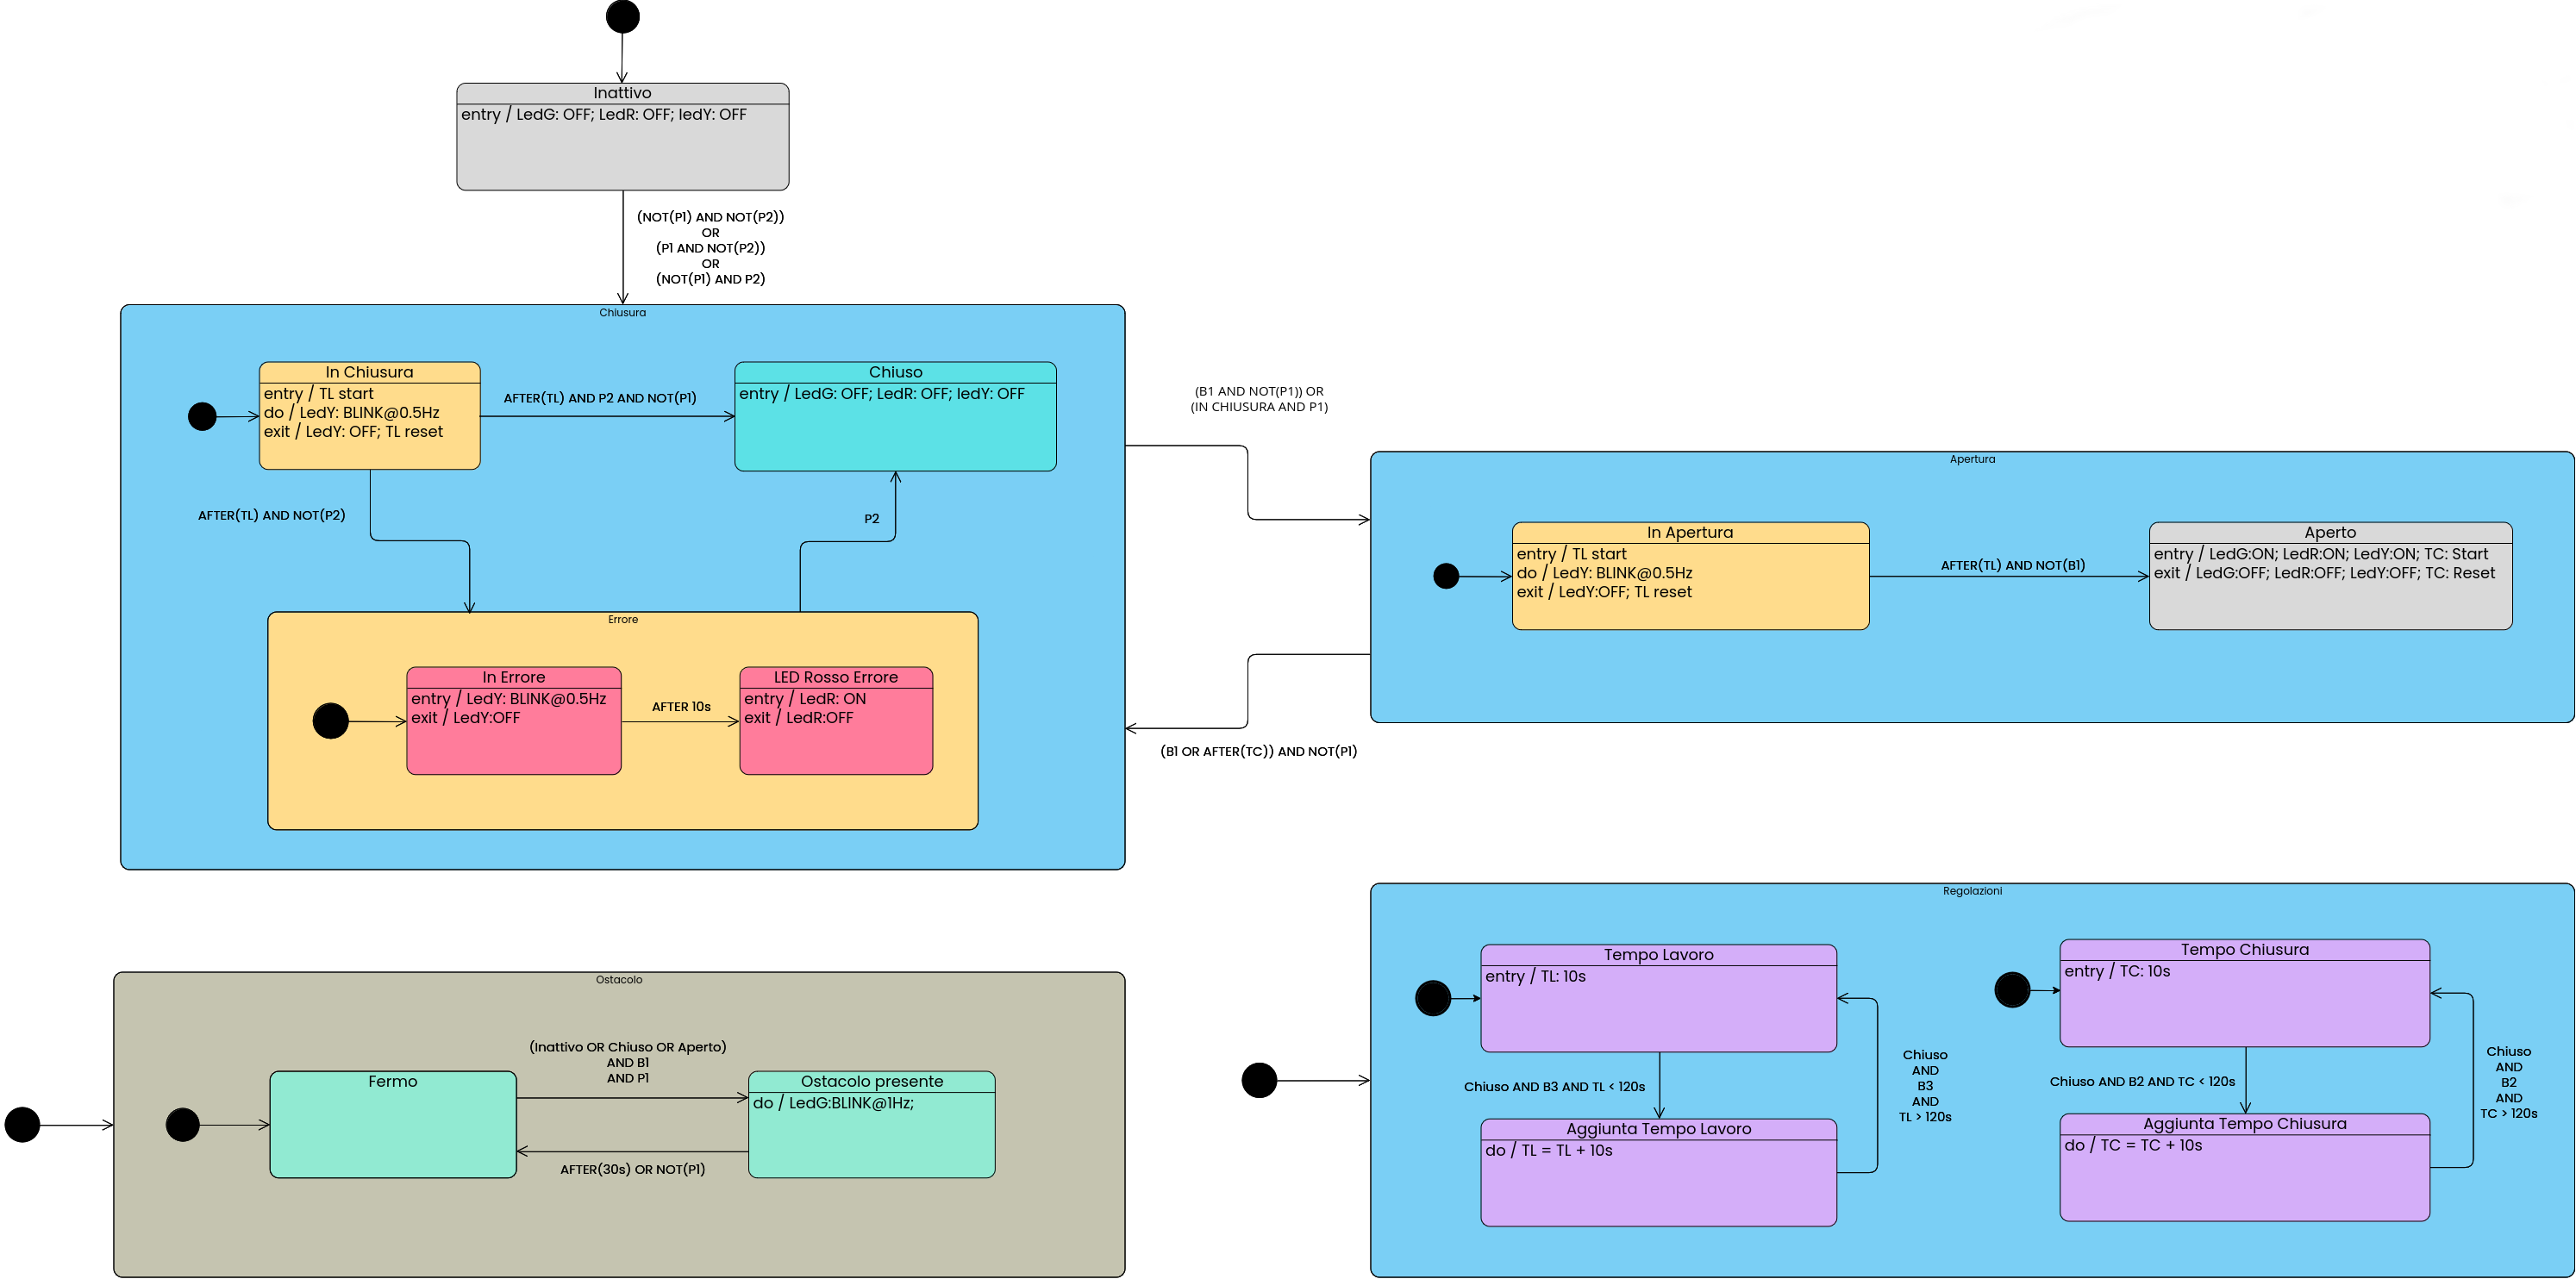 Inattivo
entry / LedG: OFF; LedR: OFF; ledY: OFF
(NOT(P1) AND NOT(P2))
OR
(P1 AND NOT(P2))
OR
(NOT(P1) AND P2)
Chiusura
In Chiusura
entry / TL start
do / LedY: BLINK@0.5Hz
exit / LedY: OFF; TL reset
AFTER(TL) AND P2 AND NOT(P1)
Chiuso
entry / LedG: OFF; LedR: OFF; ledY: OFF
AFTER(TL) AND NOT(P2)
P2
Errore
In Errore
entry / LedY: BLINK@0.5Hz
exit / LedY:OFF
AFTER 10s
LED Rosso Errore
entry / LedR: ON
exit / LedR:OFF
(B1 AND NOT(P1)) OR
(IN CHIUSURA AND P1)
Apertura
In Apertura
entry / TL start
do / LedY: BLINK@0.5Hz
exit / LedY:OFF; TL reset
AFTER(TL) AND NOT(B1)
Aperto
entry / LedG:ON; LedR:ON; LedY:ON; TC: Start
exit / LedG:OFF; LedR:OFF; LedY:OFF; TC: Reset
(B1 OR AFTER(TC)) AND NOT(P1)
Ostacolo
Fermo
(Inattivo OR Chiuso OR Aperto)
AND B1
AND P1
Ostacolo presente
do / LedG:BLINK@1Hz;
AFTER(30s) OR NOT(P1)
Regolazioni
Tempo Lavoro
entry / TL: 10s
Chiuso AND B3 AND TL < 120s
Aggiunta Tempo Lavoro
do / TL = TL + 10s
Chiuso
AND
B3
AND
TL > 120s
Tempo Chiusura
entry / TC: 10s
Chiuso AND B2 AND TC < 120s
Aggiunta Tempo Chiusura
do / TC = TC + 10s
Chiuso
AND
B2
AND
TC > 120s